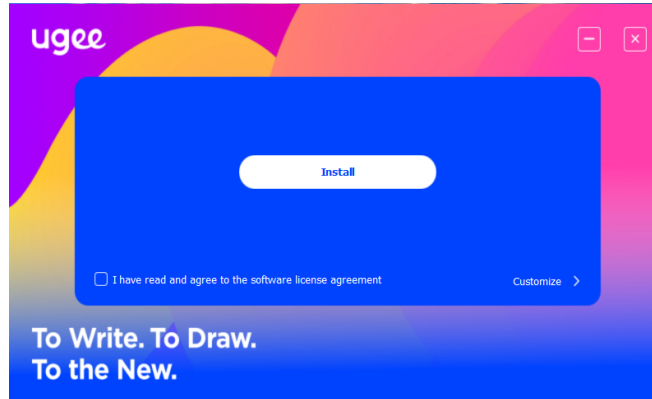 ugee
Install
I have read and agree to the software license agreement
Customize
To Write. To Draw.
To the New.